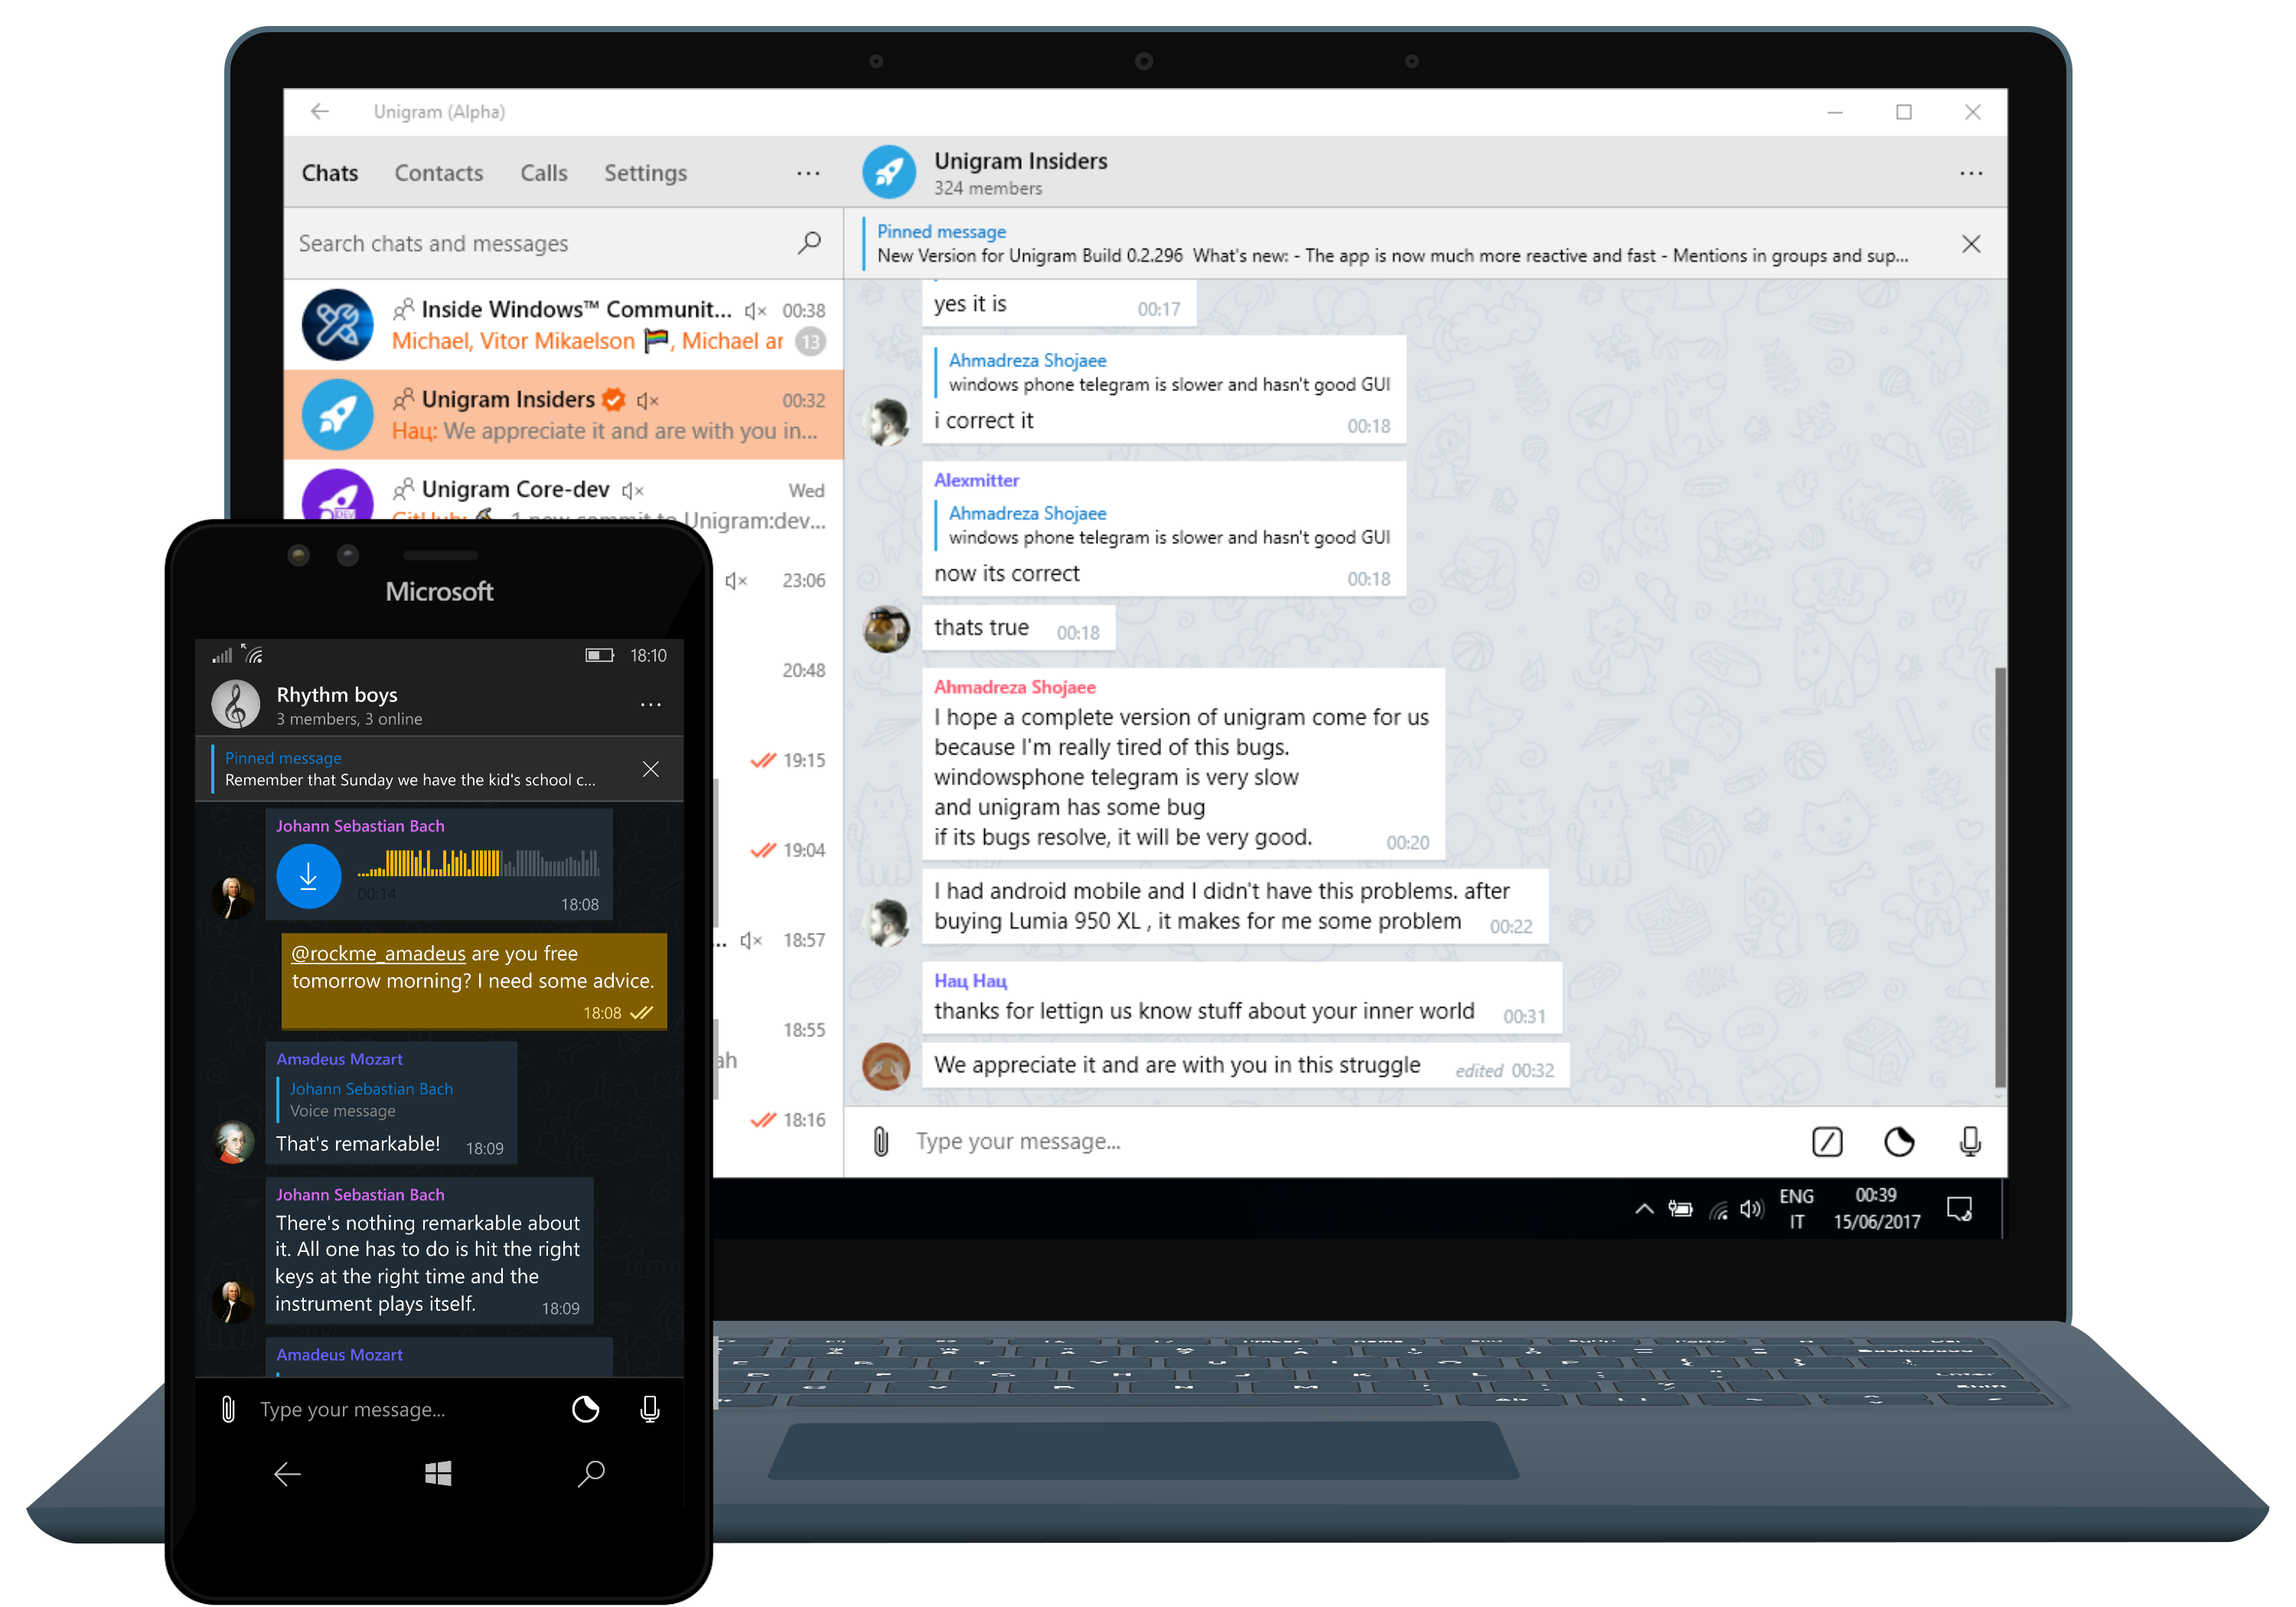 Unigram (Alpha)
Chats Contacts Calls Settings ...
Search chats and messages
Inside Windows™ Communit... 00:38
Michael, Vitor Mikaelson 🏳️‍🌈, Michael ar 13
Unigram Insiders 00:32
Нац: We appreciate it and are with you in...
Unigram Core-dev Wed
GitHub: 1 new commit to Unigram:dev...
23:06
20:48
19:15
19:04
... 18:57
18:55
ah
18:16
Unigram Insiders
324 members
...
Pinned message
New Version for Unigram Build 0.2.296 What's new: - The app is now much more reactive and fast - Mentions in groups and sup...
yes it is 00:17
Ahmadreza Shojaee
windows phone telegram is slower and hasn't good GUI
i correct it 00:18
Alexmitter
Ahmadreza Shojaee
windows phone telegram is slower and hasn't good GUI
now its correct 00:18
thats true 00:18
Ahmadreza Shojaee
I hope a complete version of unigram come for us
because I'm really tired of this bugs.
windowsphone telegram is very slow
and unigram has some bug
if its bugs resolve, it will be very good. 00:20
I had android mobile and I didn't have this problems. after
buying Lumia 950 XL , it makes for me some problem 00:22
Нац Нац
thanks for lettign us know stuff about your inner world 00:31
We appreciate it and are with you in this struggle edited 00:32
Type your message...
ENG 00:39
IT 15/06/2017
Microsoft
18:10
Rhythm boys
3 members, 3 online
...
Pinned message
Remember that Sunday we have the kid's school c...
Johann Sebastian Bach
00:14
18:08
@rockme_amadeus are you free
tomorrow morning? I need some advice.
18:08
Amadeus Mozart
Johann Sebastian Bach
Voice message
That's remarkable! 18:09
Johann Sebastian Bach
There's nothing remarkable about
it. All one has to do is hit the right
keys at the right time and the
instrument plays itself. 18:09
Amadeus Mozart
Type your message...